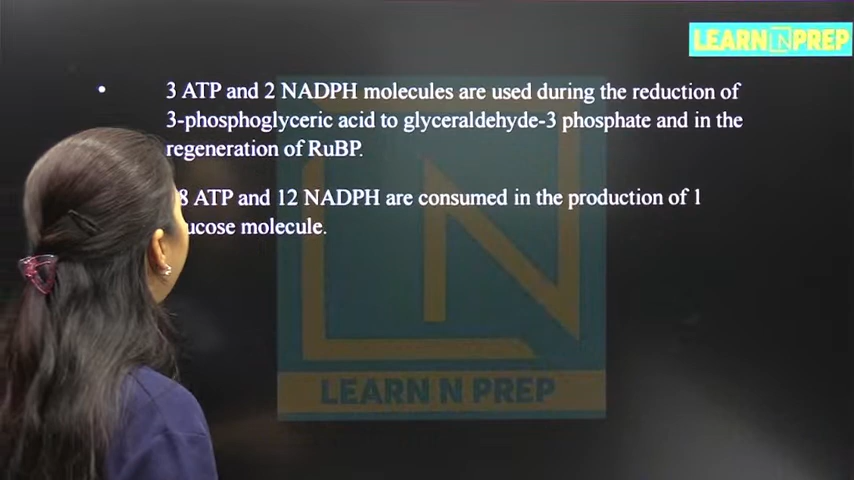 LEARN N PREP
• 3 ATP and 2 NADPH molecules are used during the reduction of
3-phosphoglyceric acid to glyceraldehyde-3 phosphate and in the
regeneration of RuBP.
8 ATP and 12 NADPH are consumed in the production of 1
ucose molecule.
LEARN N PREP